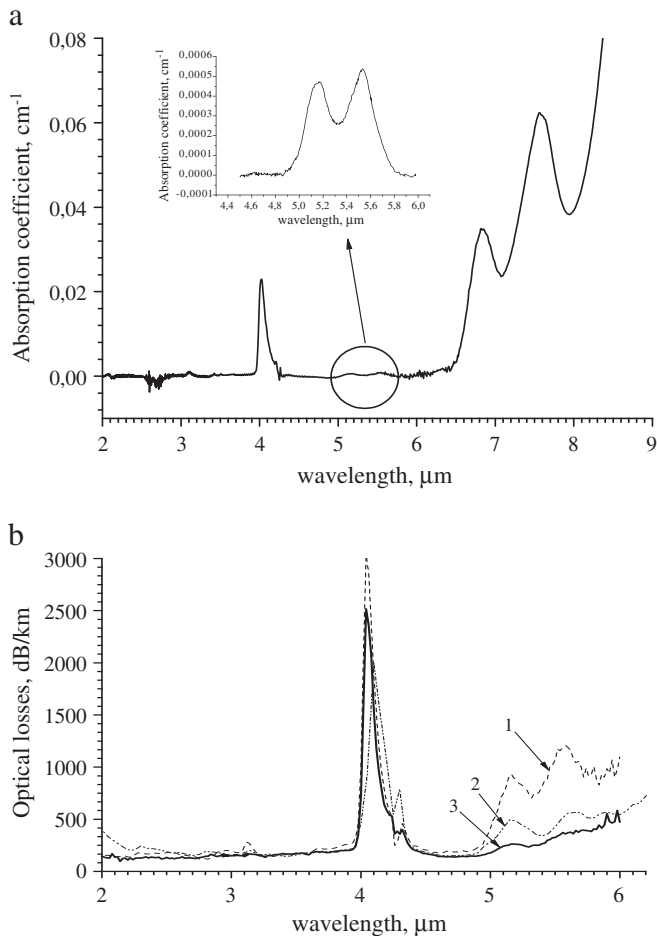 a
0,08
0,06
0,04
0,02
0,00
Absorption coefficient, cm-1
0,0006
0,0005
0,0004
0,0003
0,0002
0,0001
0,0000
-0,0001
Absorption coefficient, cm-1
4,4 4,6 4,8 5,0 5,2 5,4 5,6 5,8 6,0
wavelength, μm
2 3 4 5 6 7 8 9
wavelength, μm
b
3000
2500
2000
1500
1000
500
0
Optical losses, dB/km
1
2
3
2 3 4 5 6
wavelength, μm